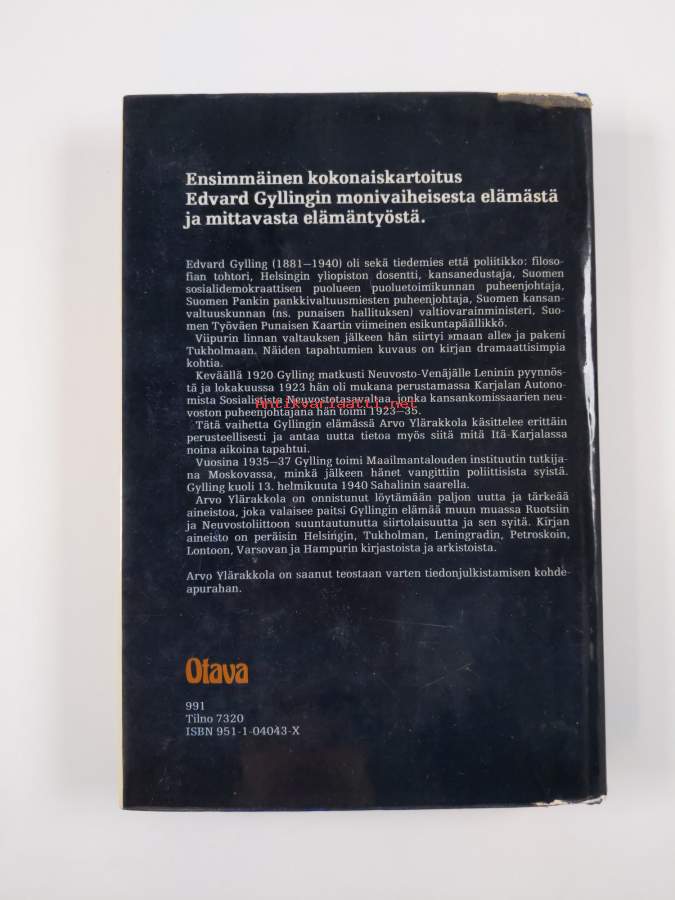 Ensimmäinen kokonaiskartoitus
Edvard Gyllingin monivaiheisesta elämästä
ja mittavasta elämäntyöstä.
Edvard Gylling (1881—1940) oli sekä tiedemies että poliitikko: filoso-
fian tohtori, Helsingin yliopiston dosentti, kansanedustaja, Suomen
sosialidemokraattisen puolueen puoluetoimikunnan puheenjohtaja,
Suomen Pankin pankkivaltuusmiesten puheenjohtaja, Suomen kansan-
valtuuskunnan (ns. punaisen hallituksen) valtiovarainministeri, Suo-
men Työväen Punaisen Kaartin viimeinen esikuntapäällikkö.
Viipurin linnan valtauksen jälkeen hän siirtyi »maan alle» ja pakeni
Tukholmaan. Näiden tapahtumien kuvaus on kirjan dramaattisimpia
kohtia.
Keväällä 1920 Gylling matkusti Neuvosto-Venäjälle Leninin pyynnös-
tä ja lokakuussa 1923 hän oli mukana perustamassa Karjalan Autono-
mista Sosialistista Neuvostotasavaltaa, jonka kansankomissaarien neu-
Antikvariaatti.net
voston puheenjohtajana hän toimi 1923—35.
Tätä vaihetta Gyllingin elämässä Arvo Ylärakkola käsittelee erittäin
perusteellisesti ja antaa uutta tietoa myös siitä mitä Itä-Karjalassa
noina aikoina tapahtui.
Vuosina 1935—37 Gylling toimi Maailmantalouden instituutin tutkija-
na Moskovassa, minkä jälkeen hänet vangittiin poliittisista syistä.
Gylling kuoli 13. helmikuuta 1940 Sahalinin saarella.
Arvo Ylärakkola on onnistunut löytämään paljon uutta ja tärkeää
aineistoa, joka valaisee paitsi Gyllingin elämää muun muassa Ruotsiin
ja Neuvostoliittoon suuntautunutta siirtolaisuutta ja sen syitä. Kirjan
aineisto on peräisin Helsingin, Tukholman, Leningradin, Petroskoin,
Lontoon, Varsovan ja Hampurin kirjastoista ja arkistoista.
Arvo Ylärakkola on saanut teostaan varten tiedonjulkistamisen kohde-
apurahan.
Otava
991
Tilno 7320
ISBN 951-1-04043-X